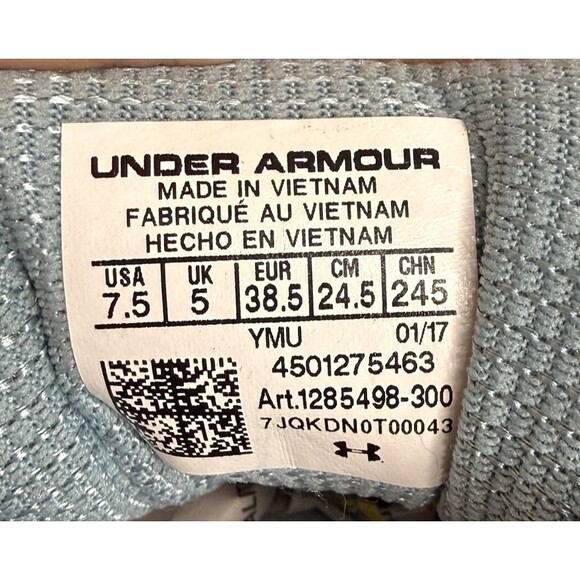 UNDER ARMOUR
MADE IN VIETNAM
FABRIQUÉ AU VIETNAM
HECHO EN VIETNAM
USA UK EUR CM CHN
7.5 5 38.5 24.5 245
YMU 01/17
4501275463
Art.1285498-300
7JQKDN0T00043